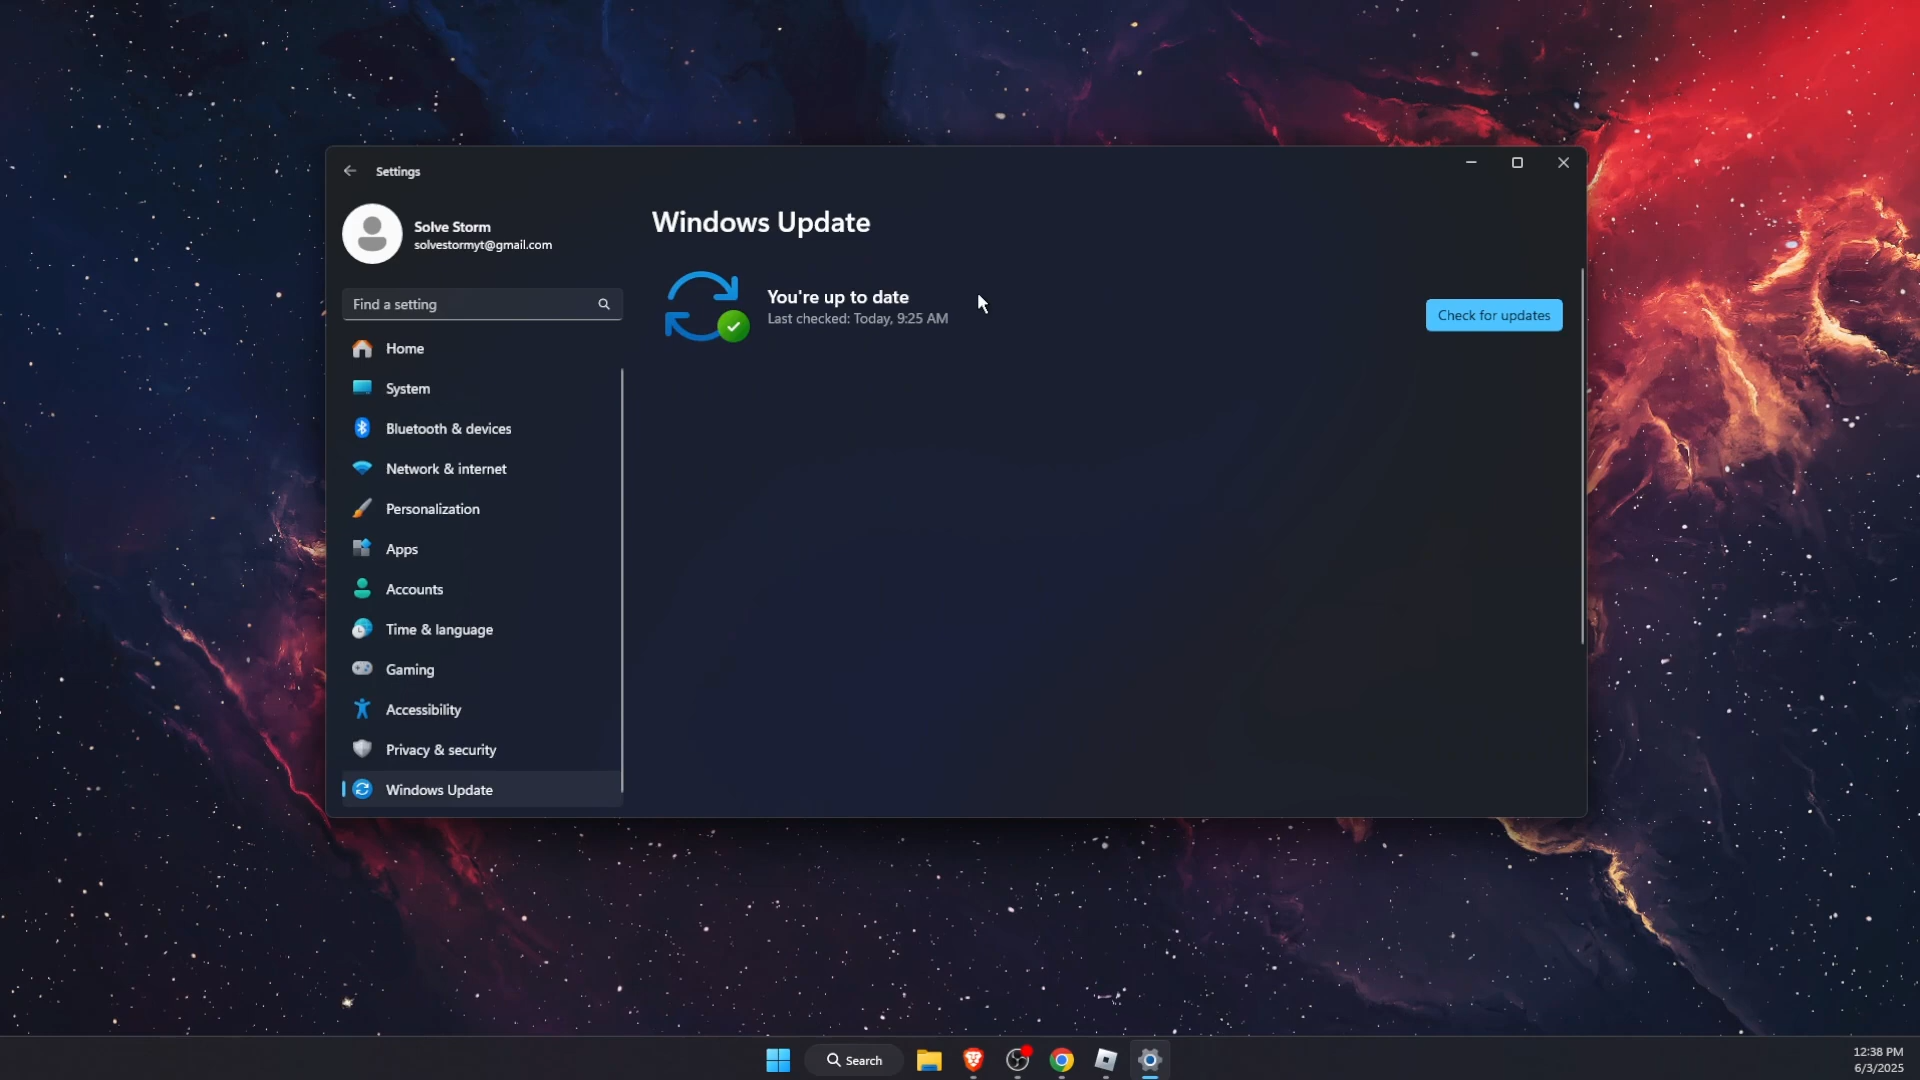 Settings
Solve Storm
solvestormyt@gmail.com
Find a setting
Home
System
Bluetooth & devices
Network & internet
Personalization
Apps
Accounts
Time & language
Gaming
Accessibility
Privacy & security
Windows Update
Windows Update
You're up to date
Last checked: Today, 9:25 AM
Check for updates
Search
12:38 PM
6/3/2025